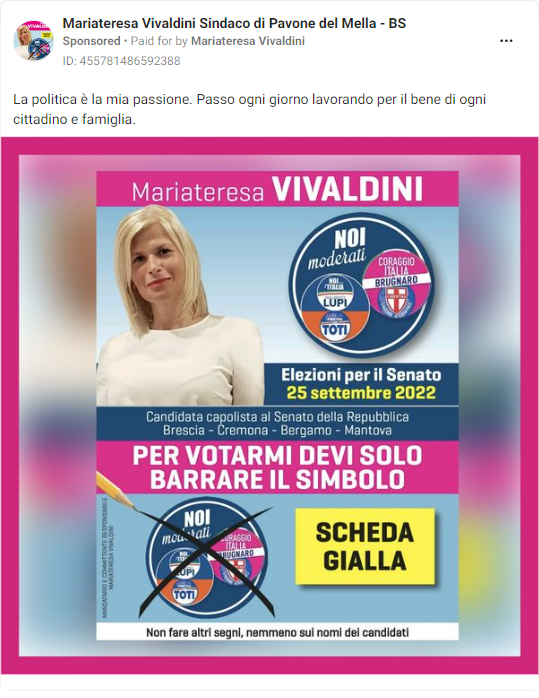 Mariateresa Vivaldini Sindaco di Pavone del Mella - BS
Sponsored • Paid for by Mariateresa Vivaldini
ID: 455781486592388
La politica è la mia passione. Passo ogni giorno lavorando per il bene di ogni
cittadino e famiglia.
Mariateresa VIVALDINI
NOI
moderati
CORAGGIO
ITALIA
BRUGNARO
NOI
L'ITALIA
LUPI
TOTI
Elezioni per il Senato
25 settembre 2022
Candidata capolista al Senato della Repubblica
Brescia - Cremona - Bergamo - Mantova
PER VOTARMI DEVI SOLO
BARRARE IL SIMBOLO
MANDATARIO E COMMITTENTE RESPONSABILE
MARIATERESA VIVALDINI
NOI
moderati
CORAGGIO
ITALIA
BRUGNARO
LUPI
TOTI
SCHEDA
GIALLA
Non fare altri segni, nemmeno sui nomi dei candidati